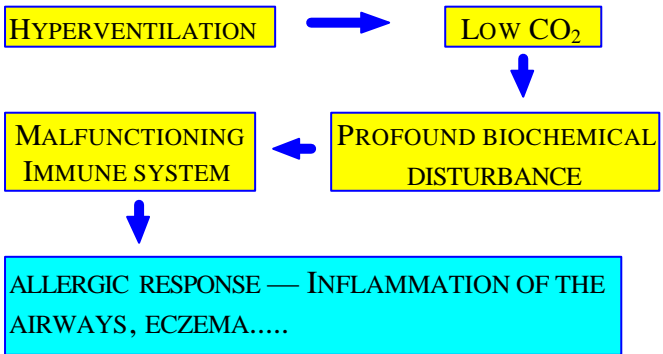 HYPERVENTILATION
LOW CO₂
MALFUNCTIONING
IMMUNE SYSTEM
PROFOUND BIOCHEMICAL
DISTURBANCE
ALLERGIC RESPONSE — INFLAMMATION OF THE
AIRWAYS, ECZEMA.....